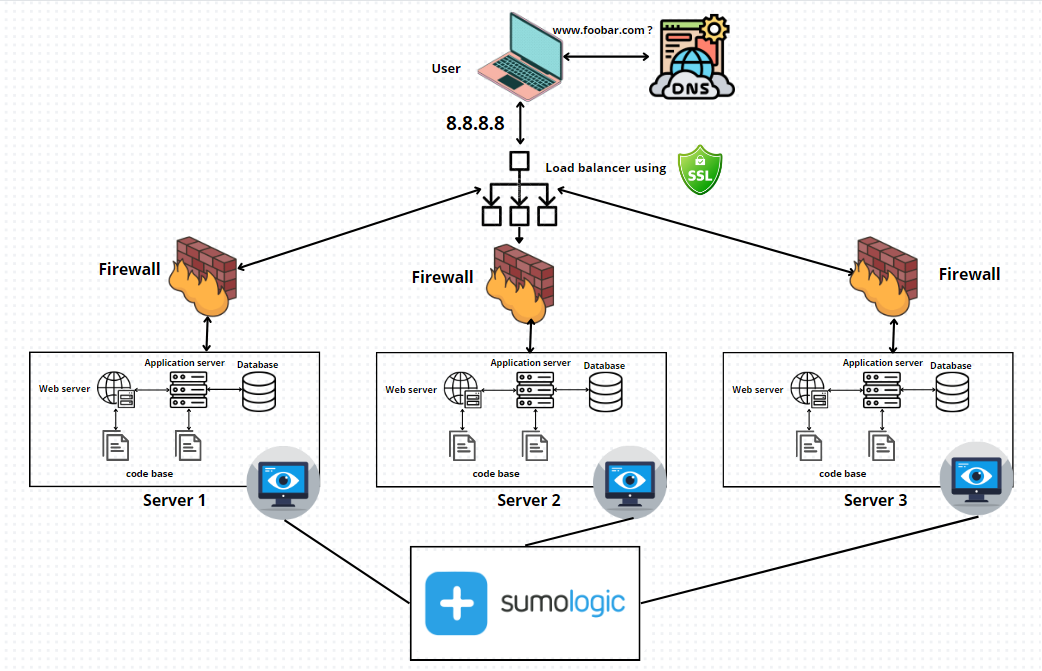 www.foobar.com ?
User
DNS
8.8.8.8
Load balancer using
SSL
Firewall
Firewall
Firewall
Application server
Database
Web server
code base
Server 1
Application server
Database
Web server
code base
Server 2
Application server
Database
Web server
code base
Server 3
sumologic